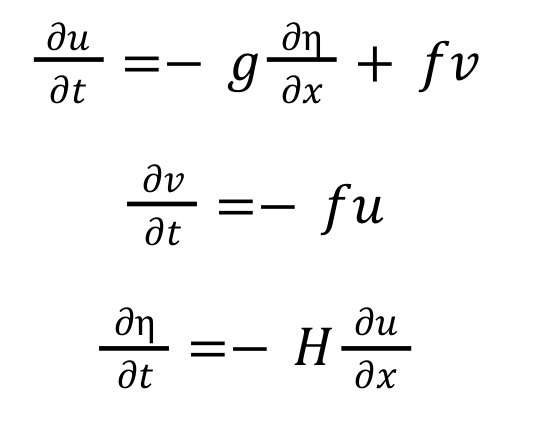 ∂u/∂t = − g ∂η/∂x + fv
∂v/∂t = − fu
∂η/∂t = − H ∂u/∂x